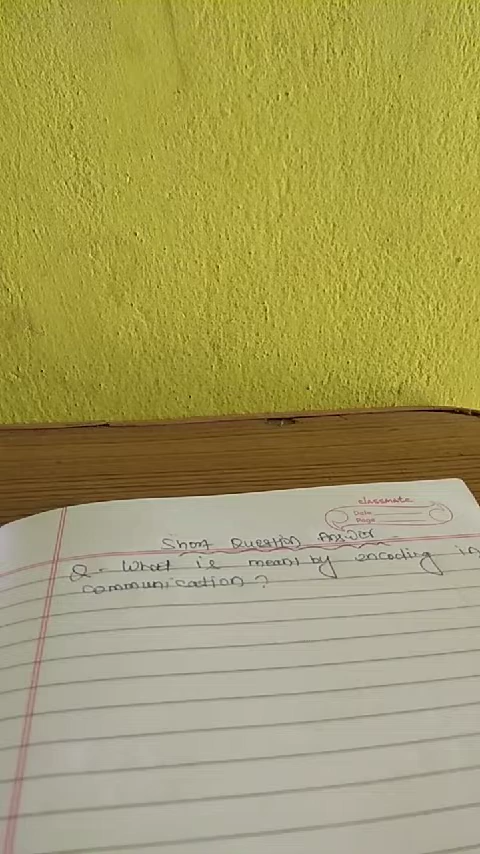 classmate
Date
Page
Short Question Answer
Q - What is meant by encoding in
communication ?